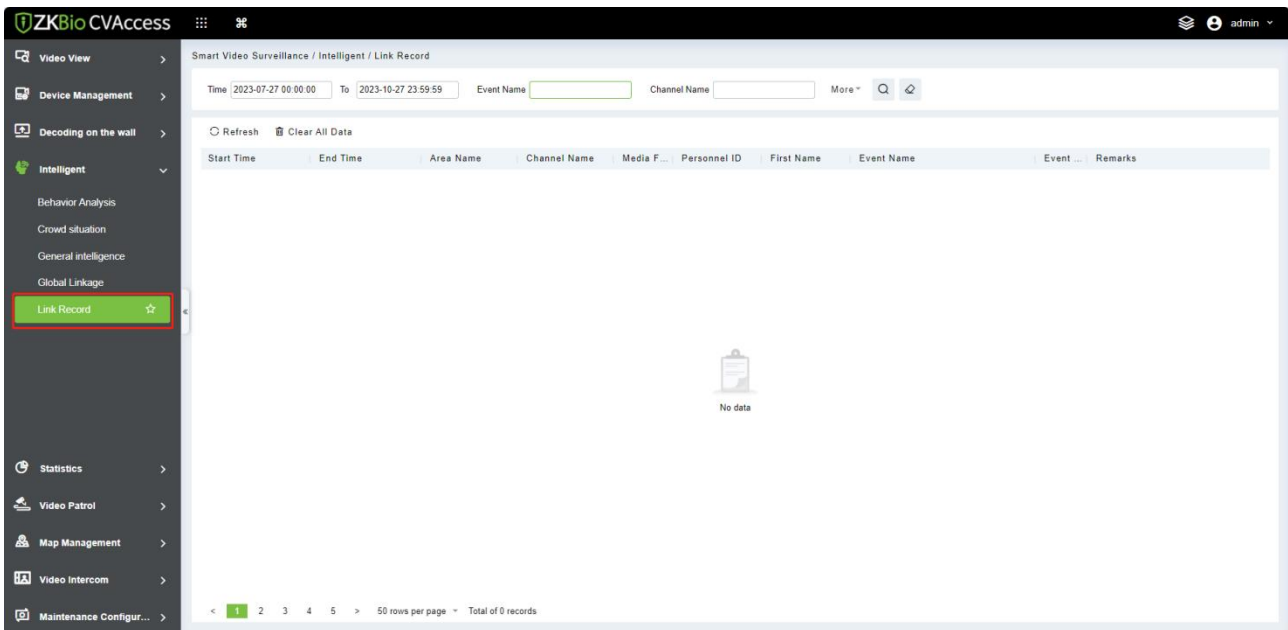 ZKBio CVAccess
admin
Video View
Device Management
Decoding on the wall
Intelligent
Behavior Analysis
Crowd situation
General intelligence
Global Linkage
Link Record
Statistics
Video Patrol
Map Management
Video Intercom
Maintenance Configur...
Smart Video Surveillance / Intelligent / Link Record
Time 2023-07-27 00:00:00 To 2023-10-27 23:59:59 Event Name Channel Name More
Refresh Clear All Data
Start Time End Time Area Name Channel Name Media F... Personnel ID First Name Event Name Event ... Remarks
No data
< 1 2 3 4 5 > 50 rows per page Total of 0 records